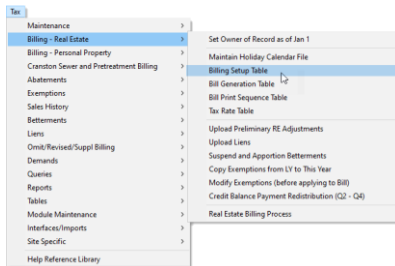 Tax
Maintenance
Billing - Real Estate
Billing - Personal Property
Cranston Sewer and Pretreatment Billing
Abatements
Exemptions
Sales History
Betterments
Liens
Omit/Revised/Suppl Billing
Demands
Queries
Reports
Tables
Module Maintenance
Interfaces/Imports
Site Specific
Help Reference Library
Set Owner of Record as of Jan 1
Maintain Holiday Calendar File
Billing Setup Table
Bill Generation Table
Bill Print Sequence Table
Tax Rate Table
Upload Preliminary RE Adjustments
Upload Liens
Suspend and Apportion Betterments
Copy Exemptions from LY to This Year
Modify Exemptions (before applying to Bill)
Credit Balance Payment Redistribution (Q2 - Q4)
Real Estate Billing Process